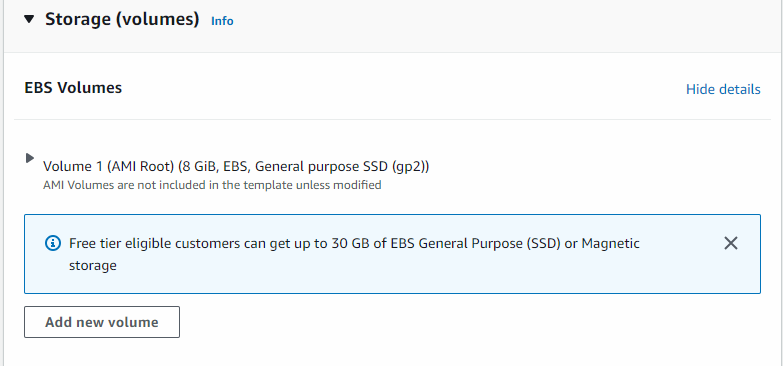 Storage (volumes) Info
EBS Volumes
Hide details
Volume 1 (AMI Root) (8 GiB, EBS, General purpose SSD (gp2))
AMI Volumes are not included in the template unless modified
Free tier eligible customers can get up to 30 GB of EBS General Purpose (SSD) or Magnetic
storage
Add new volume